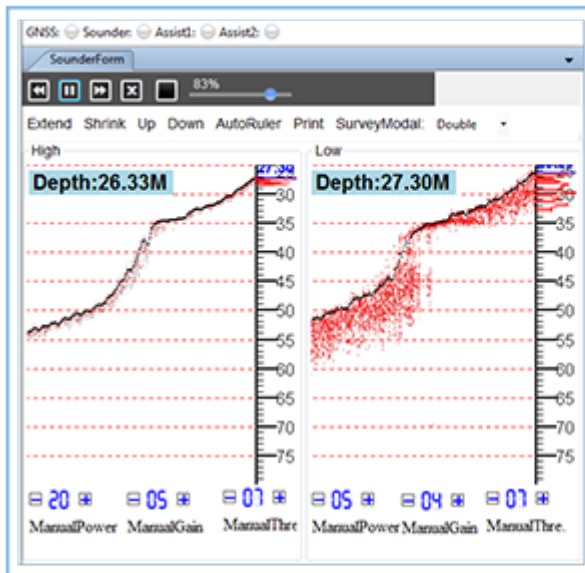 GNSS: Sounder: Assist1: Assist2:
SounderForm
83%
Extend Shrink Up Down AutoRuler Print SurveyModal: Double
High
Depth:26.33M
30
35
40
45
50
55
60
65
70
75
20 05 07
ManualPower ManualGain ManualThre
Low
Depth:27.30M
30
35
40
45
50
55
60
65
70
75
05 04 07
ManualPower ManualGain ManualThre.